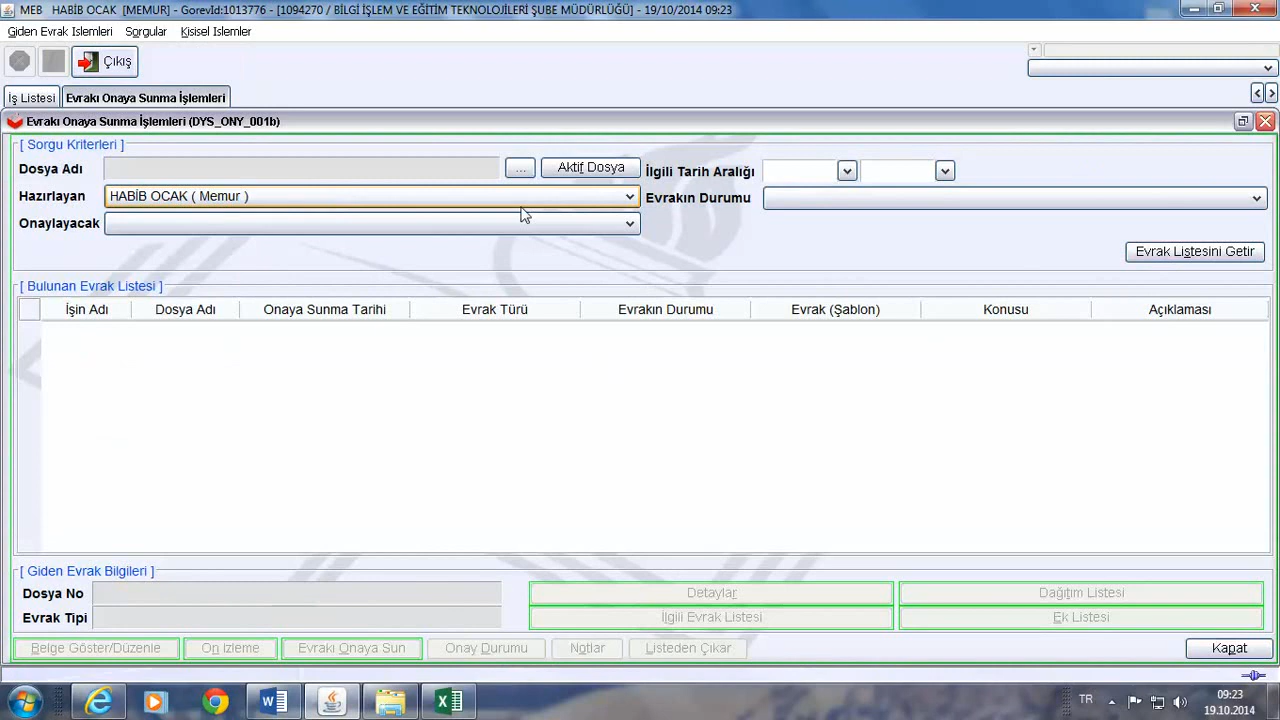 MEB HABİB OCAK [MEMUR] - GorevId:1013776 - [1094270 / BİLGİ İŞLEM VE EĞİTİM TEKNOLOJİLERİ ŞUBE MÜDÜRLÜĞÜ] - 19/10/2014 09:23
Giden Evrak Islemleri Sorgular Kisisel Islemler
Çıkış
İş Listesi Evrakı Onaya Sunma İşlemleri
Evrakı Onaya Sunma İşlemleri (DYS_ONY_001b)
[ Sorgu Kriterleri ]
Dosya Adı ... Aktif Dosya İlgili Tarih Aralığı
Hazırlayan HABİB OCAK ( Memur ) Evrakın Durumu
Onaylayacak
Evrak Listesini Getir
[ Bulunan Evrak Listesi ]
İşin Adı Dosya Adı Onaya Sunma Tarihi Evrak Türü Evrakın Durumu Evrak (Şablon) Konusu Açıklaması
[ Giden Evrak Bilgileri ]
Dosya No Detaylar Dağıtım Listesi
Evrak Tipi İlgili Evrak Listesi Ek Listesi
Belge Göster/Düzenle Ön İzleme Evrakı Onaya Sun Onay Durumu Notlar Listeden Çıkar Kapat
TR 09:23
19.10.2014